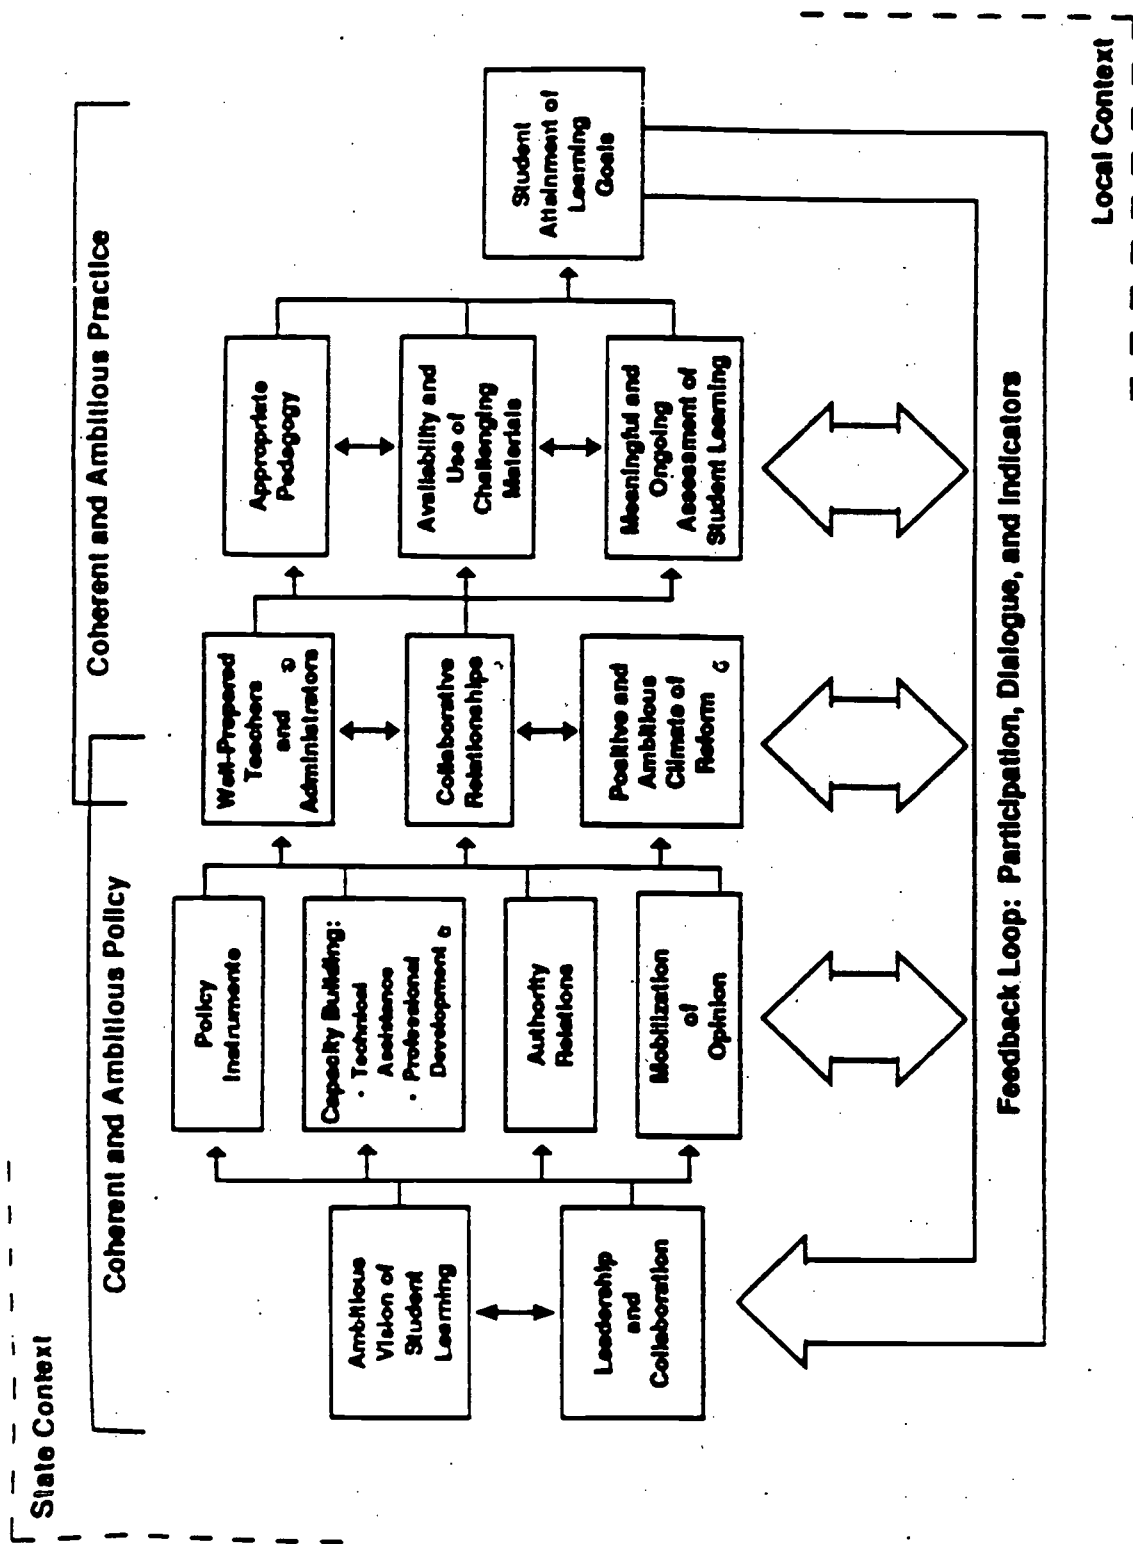 State Context
Coherent and Ambitious Policy
Coherent and Ambitious Practice
Ambitious
Vision of
Student
Learning
Leadership
and
Collaboration
Policy
Instruments
Capacity Building:
• Technical
Assistance
• Professional
Development
Authority
Relations
Mobilization
of
Opinion
Well-Prepared
Teachers
and
Administrators
Collaborative
Relationships
Positive and
Ambitious
Climate of
Reform
Appropriate
Pedagogy
Availability and
Use of
Challenging
Materials
Meaningful and
Ongoing
Assessment of
Student Learning
Student
Attainment of
Learning
Goals
Feedback Loop: Participation, Dialogue, and Indicators
Local Context